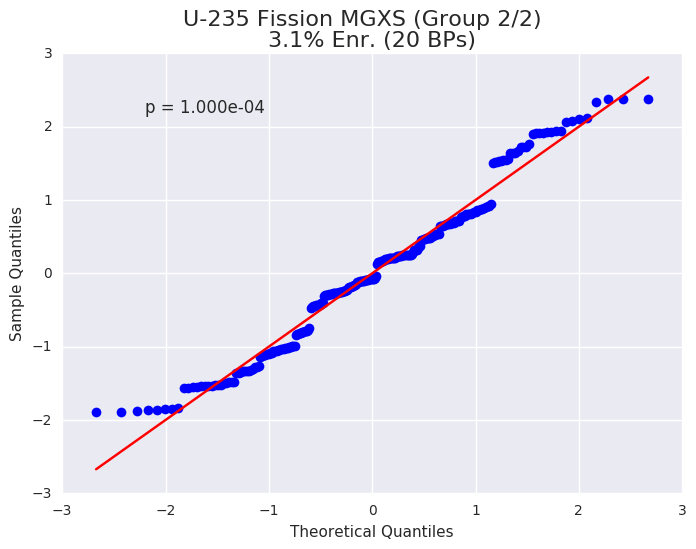 U-235 Fission MGXS (Group 2/2)
3.1% Enr. (20 BPs)
p = 1.000e-04
3
2
1
0
−1
−2
−3
Sample Quantiles
−3 −2 −1 0 1 2 3
Theoretical Quantiles